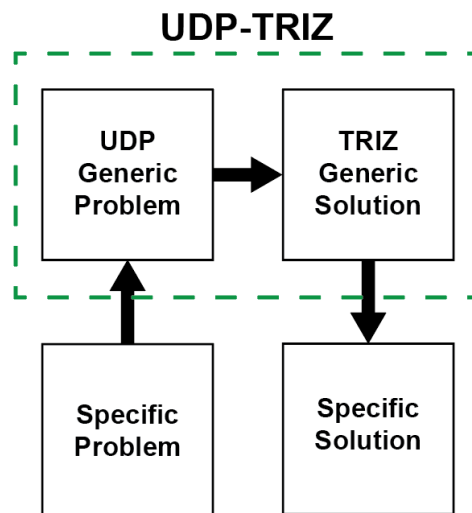 UDP-TRIZ
UDP
Generic
Problem
TRIZ
Generic
Solution
Specific
Problem
Specific
Solution